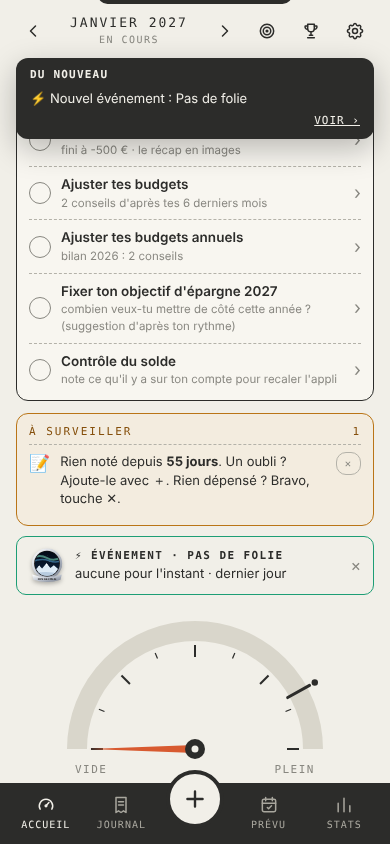 JANVIER 2027
EN COURS
DU NOUVEAU
⚡ Nouvel événement : Pas de folie
VOIR ›
fini à -500 € · le récap en images
Ajuster tes budgets
2 conseils d'après tes 6 derniers mois
Ajuster tes budgets annuels
bilan 2026 : 2 conseils
Fixer ton objectif d'épargne 2027
combien veux-tu mettre de côté cette année ?
(suggestion d'après ton rythme)
Contrôle du solde
note ce qu'il y a sur ton compte pour recaler l'appli
À SURVEILLER 1
Rien noté depuis 55 jours. Un oubli ?
Ajoute-le avec +. Rien dépensé ? Bravo,
touche ✕.
⚡ ÉVÉNEMENT · PAS DE FOLIE
aucune pour l'instant · dernier jour
VIDE
PLEIN
ACCUEIL
JOURNAL
PRÉVU
STATS